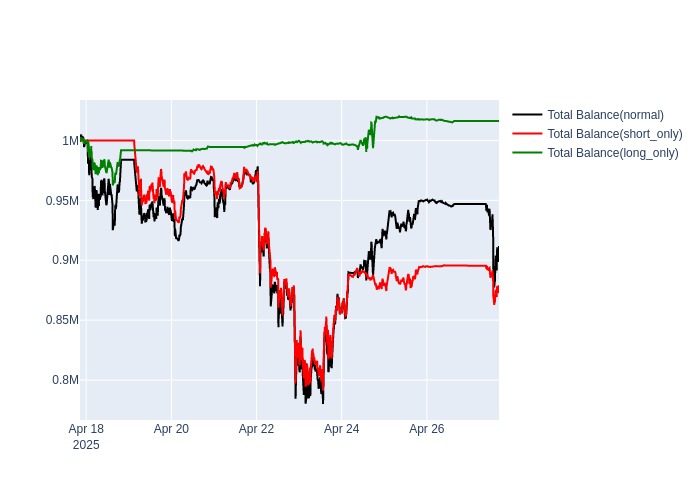 1M
0.95M
0.9M
0.85M
0.8M
Apr 18
2025
Apr 20
Apr 22
Apr 24
Apr 26
Total Balance(normal)
Total Balance(short_only)
Total Balance(long_only)